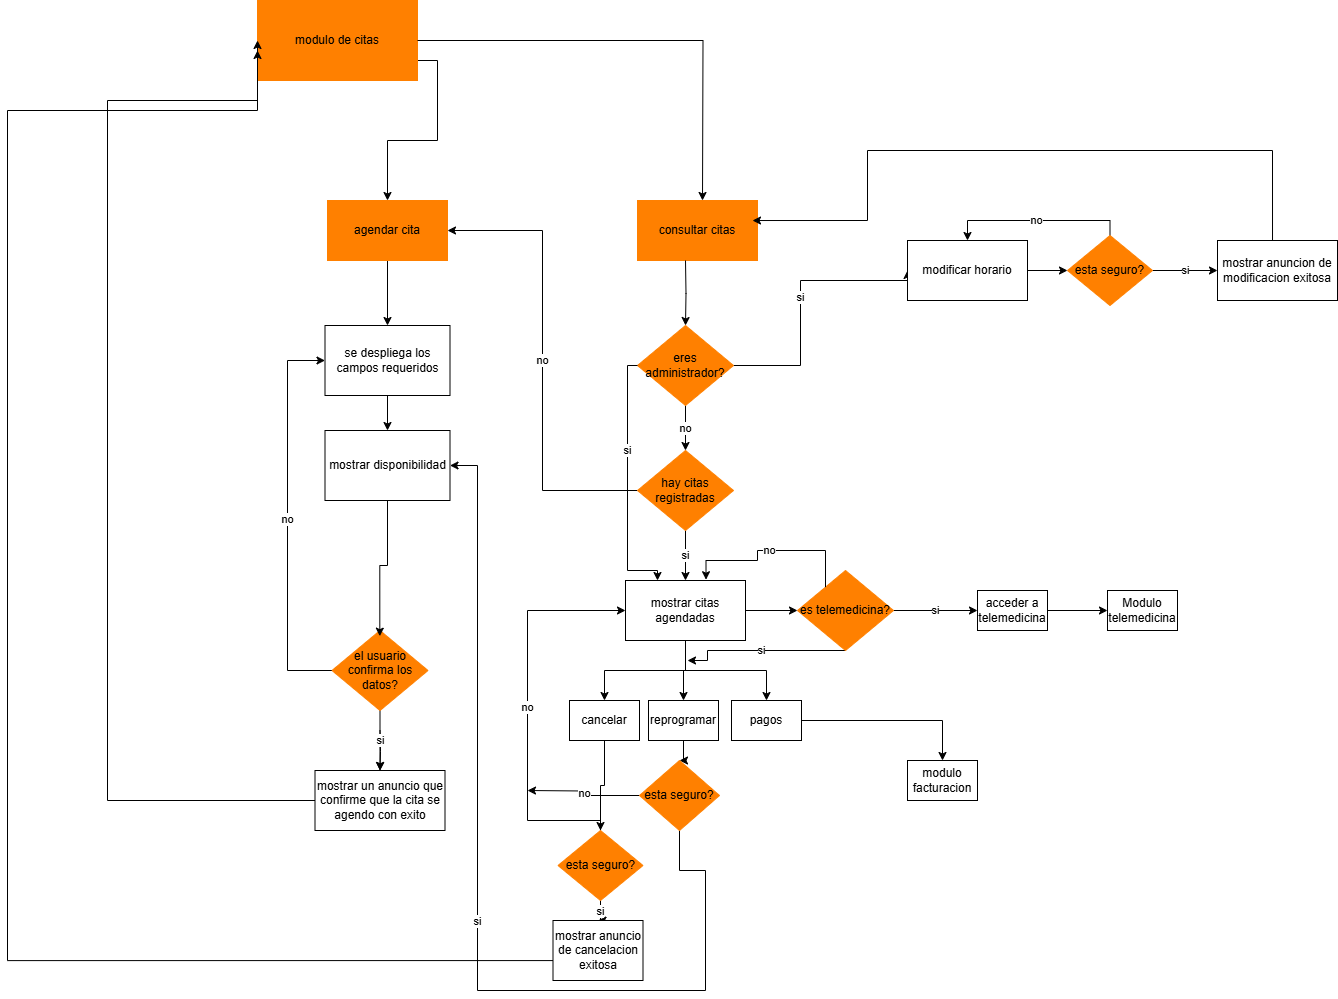 modulo de citas
agendar cita
consultar citas
no
modificar horario
esta seguro?
si
mostrar anuncion de
modificacion exitosa
si
se despliega los
campos requeridos
no
eres
administrador?
no
si
mostrar disponibilidad
hay citas
registradas
no
si
no
mostrar citas
agendadas
es telemedicina?
si
acceder a
telemedicina
Modulo
telemedicina
el usuario
confirma los
datos?
si
no
cancelar
reprogramar
pagos
si
mostrar un anuncio que
confirme que la cita se
agendo con exito
no
esta seguro?
modulo
facturacion
esta seguro?
si
si
mostrar anuncio
de cancelacion
exitosa